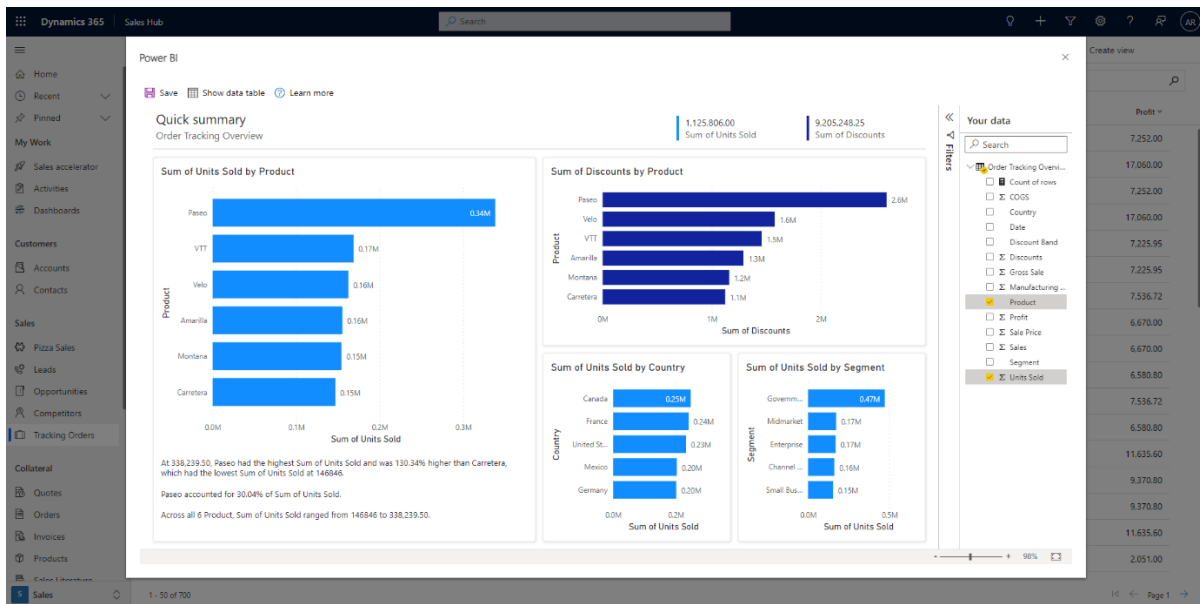 Dynamics 365 Sales Hub Search AR
Home
Recent
Pinned
My Work
Sales accelerator
Activities
Dashboards
Customers
Accounts
Contacts
Sales
Pizza Sales
Leads
Opportunities
Competitors
Tracking Orders
Collateral
Quotes
Orders
Invoices
Products
Sales Literature
S Sales
Power BI
Save Show data table Learn more
Quick summary
Order Tracking Overview
1.125.806.00
Sum of Units Sold
9.205.248.25
Sum of Discounts
Sum of Units Sold by Product
Product
Paseo 0.34M
VTT 0.17M
Velo 0.16M
Amarilla 0.16M
Montana 0.15M
Carretera 0.15M
0.0M 0.1M 0.2M 0.3M
Sum of Units Sold
At 338,239.50, Paseo had the highest Sum of Units Sold and was 130.34% higher than Carretera,
which had the lowest Sum of Units Sold at 146846.
Paseo accounted for 30.04% of Sum of Units Sold.
Across all 6 Product, Sum of Units Sold ranged from 146846 to 338,239.50.
Sum of Discounts by Product
Product
Paseo 2.6M
Velo 1.6M
VTT 1.5M
Amarilla 1.3M
Montana 1.2M
Carretera 1.1M
0M 1M 2M
Sum of Discounts
Sum of Units Sold by Country
Country
Canada 0.25M
France 0.24M
United St... 0.23M
Mexico 0.20M
Germany 0.20M
0.0M 0.2M
Sum of Units Sold
Sum of Units Sold by Segment
Segment
Governm... 0.47M
Midmarket 0.17M
Enterprise 0.17M
Channel ... 0.16M
Small Bus... 0.15M
0.0M 0.5M
Sum of Units Sold
Filters
Your data
Search
Order Tracking Overvi...
Count of rows
Σ COGS
Country
Date
Discount Band
Σ Discounts
Σ Gross Sale
Σ Manufacturing ...
Product
Σ Profit
Σ Sale Price
Σ Sales
Segment
Σ Units Sold
- + 98%
Create view
Profit
7,252.00
17,060.00
7,252.00
17,060.00
7,225.95
7,225.95
7,536.72
6,670.00
6,670.00
6,580.80
7,536.72
6,580.80
11,635.60
9,370.80
9,370.80
11,635.60
2,051.00
1 - 50 of 700
Page 1